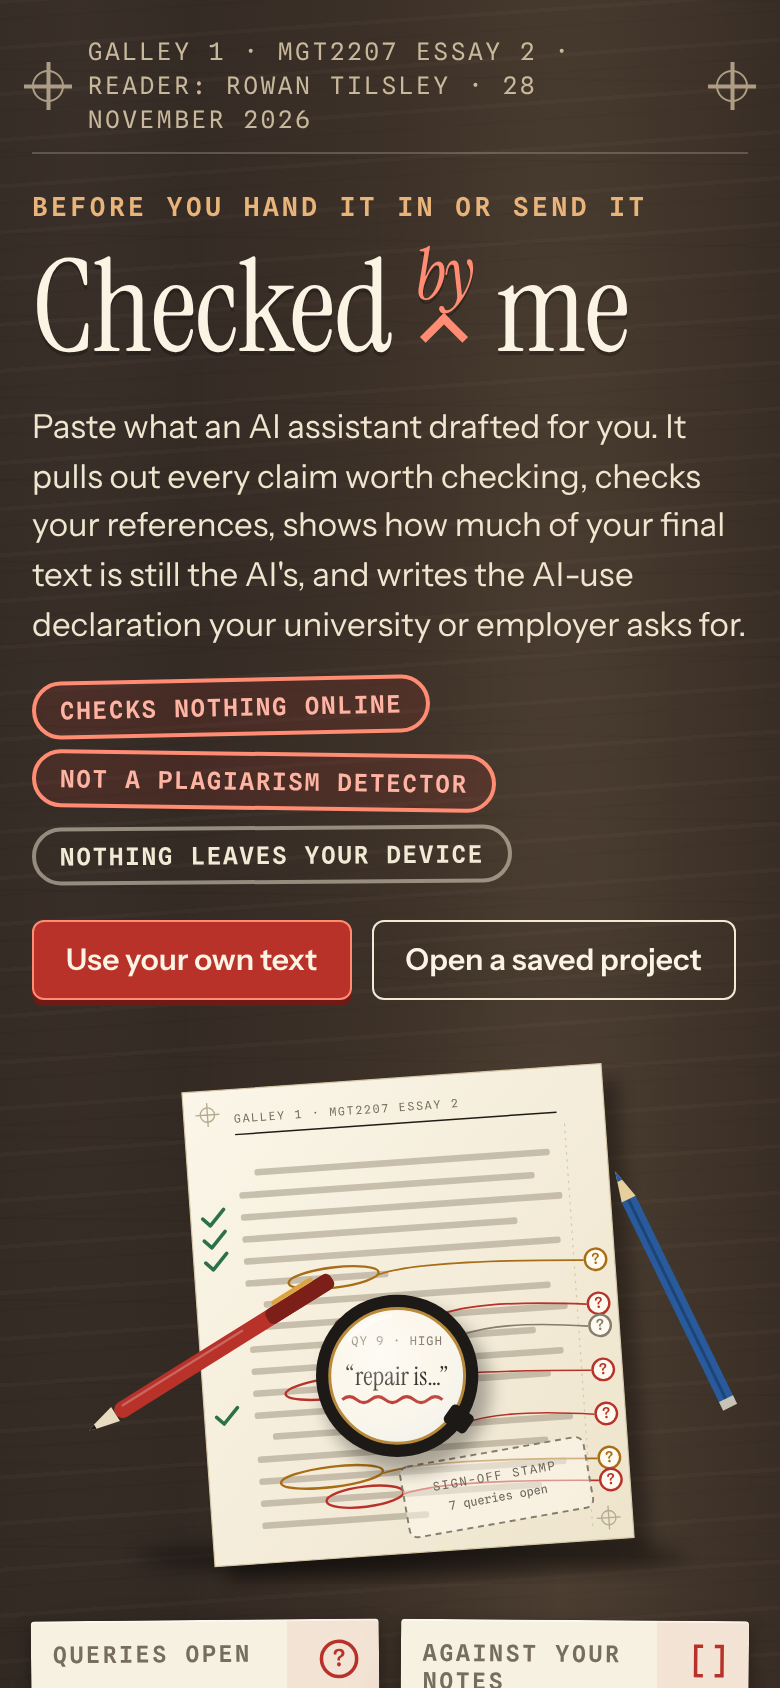 GALLEY 1 · MGT2207 ESSAY 2 ·
READER: ROWAN TILSLEY · 28
NOVEMBER 2026
BEFORE YOU HAND IT IN OR SEND IT
Checked by me
Paste what an AI assistant drafted for you. It
pulls out every claim worth checking, checks
your references, shows how much of your final
text is still the AI's, and writes the AI-use
declaration your university or employer asks for.
CHECKS NOTHING ONLINE
NOT A PLAGIARISM DETECTOR
NOTHING LEAVES YOUR DEVICE
Use your own text
Open a saved project
GALLEY 1 · MGT2207 ESSAY 2
?
?
?
QY 9 · HIGH
“repair is…”
?
?
?
SIGN-OFF STAMP
?
7 queries open
QUERIES OPEN
?
AGAINST YOUR
NOTES
[ ]